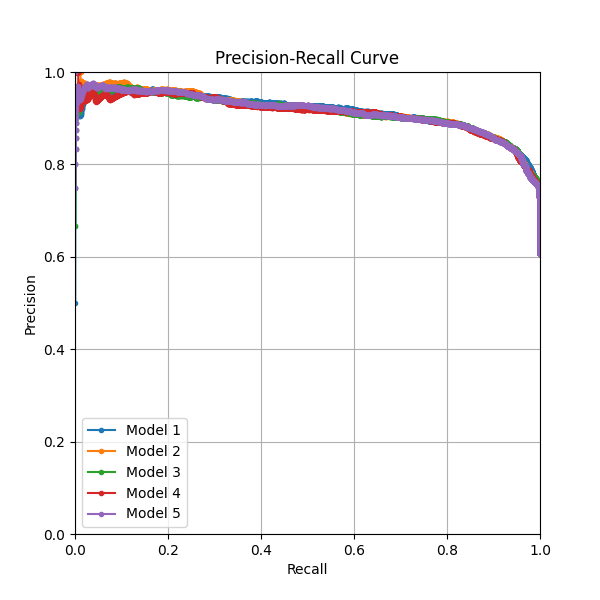 Precision-Recall Curve
1.0
0.8
0.6
0.4
0.2
0.0
Precision
Model 1
Model 2
Model 3
Model 4
Model 5
0.0 0.2 0.4 0.6 0.8 1.0
Recall